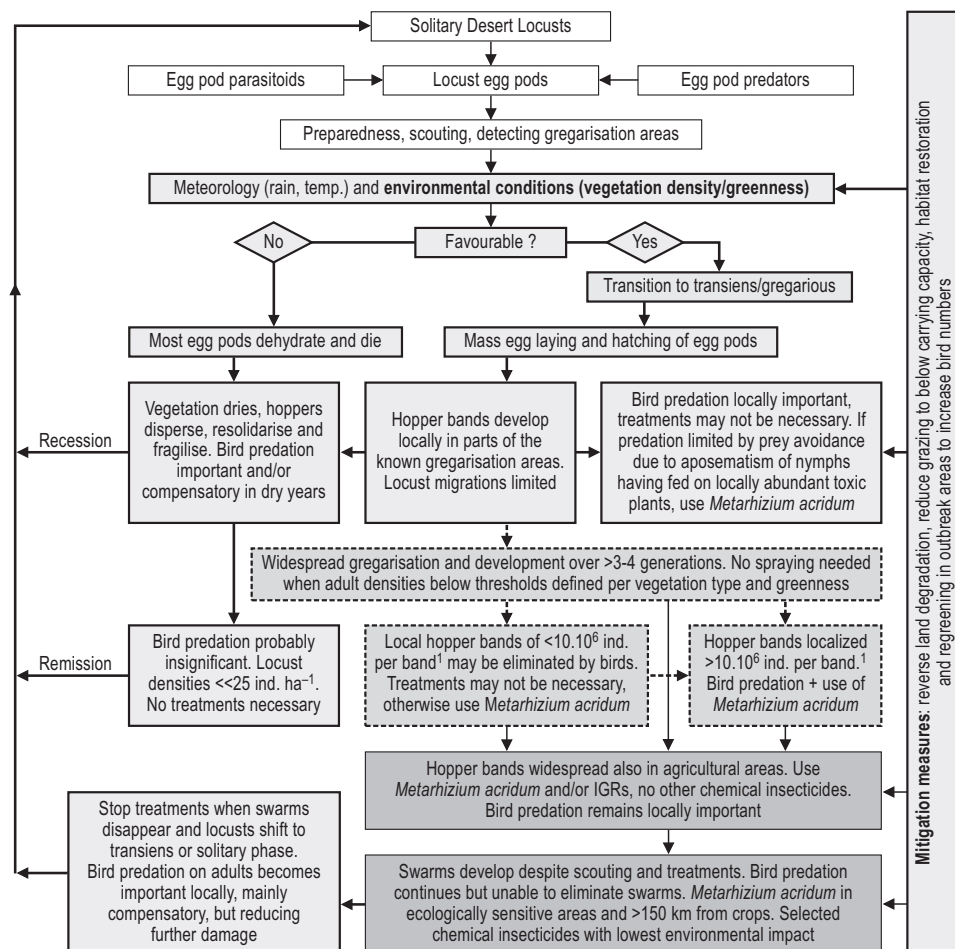 Solitary Desert Locusts
Egg pod parasitoids
Locust egg pods
Egg pod predators
Preparedness, scouting, detecting gregarisation areas
Meteorology (rain, temp.) and environmental conditions (vegetation density/greenness)
No
Favourable ?
Yes
Transition to transiens/gregarious
Most egg pods dehydrate and die
Mass egg laying and hatching of egg pods
Recession
Vegetation dries, hoppers
disperse, resolidarise and
fragilise. Bird predation
important and/or
compensatory in dry years
Hopper bands develop
locally in parts of the
known gregarisation areas.
Locust migrations limited
Bird predation locally important,
treatments may not be necessary. If
predation limited by prey avoidance
due to aposematism of nymphs
having fed on locally abundant toxic
plants, use Metarhizium acridum
Widespread gregarisation and development over >3-4 generations. No spraying needed
when adult densities below thresholds defined per vegetation type and greenness
Remission
Bird predation probably
insignificant. Locust
densities <<25 ind. ha⁻¹.
No treatments necessary
Local hopper bands of <10.10⁶ ind.
per band¹ may be eliminated by birds.
Treatments may not be necessary,
otherwise use Metarhizium acridum
Hopper bands localized
>10.10⁶ ind. per band.¹
Bird predation + use of
Metarhizium acridum
Hopper bands widespread also in agricultural areas. Use
Metarhizium acridum and/or IGRs, no other chemical insecticides.
Bird predation remains locally important
Stop treatments when swarms
disappear and locusts shift to
transiens or solitary phase.
Bird predation on adults becomes
important locally, mainly
compensatory, but reducing
further damage
Swarms develop despite scouting and treatments. Bird predation
continues but unable to eliminate swarms. Metarhizium acridum in
ecologically sensitive areas and >150 km from crops. Selected
chemical insecticides with lowest environmental impact
Mitigation measures: reverse land degradation, reduce grazing to below carrying capacity, habitat restoration
and regreening in outbreak areas to increase bird numbers